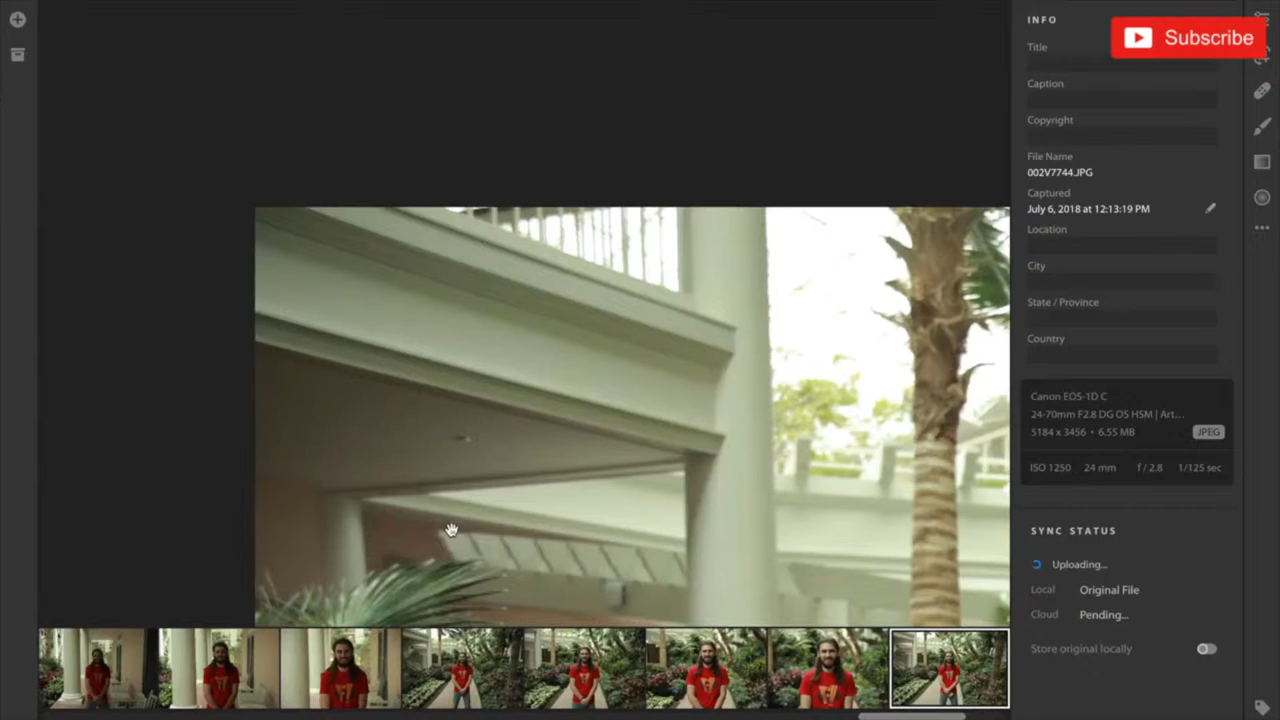 INFO
Subscribe
Title
Caption
Copyright
File Name
002V7744.JPG
Captured
July 6, 2018 at 12:13:19 PM
Location
City
State / Province
Country
Canon EOS-1D C
24-70mm F2.8 DG OS HSM | Art...
5184 x 3456 • 6.55 MB
JPEG
ISO 1250 24 mm f / 2.8 1/125 sec
SYNC STATUS
Uploading...
Local Original File
Cloud Pending...
Store original locally